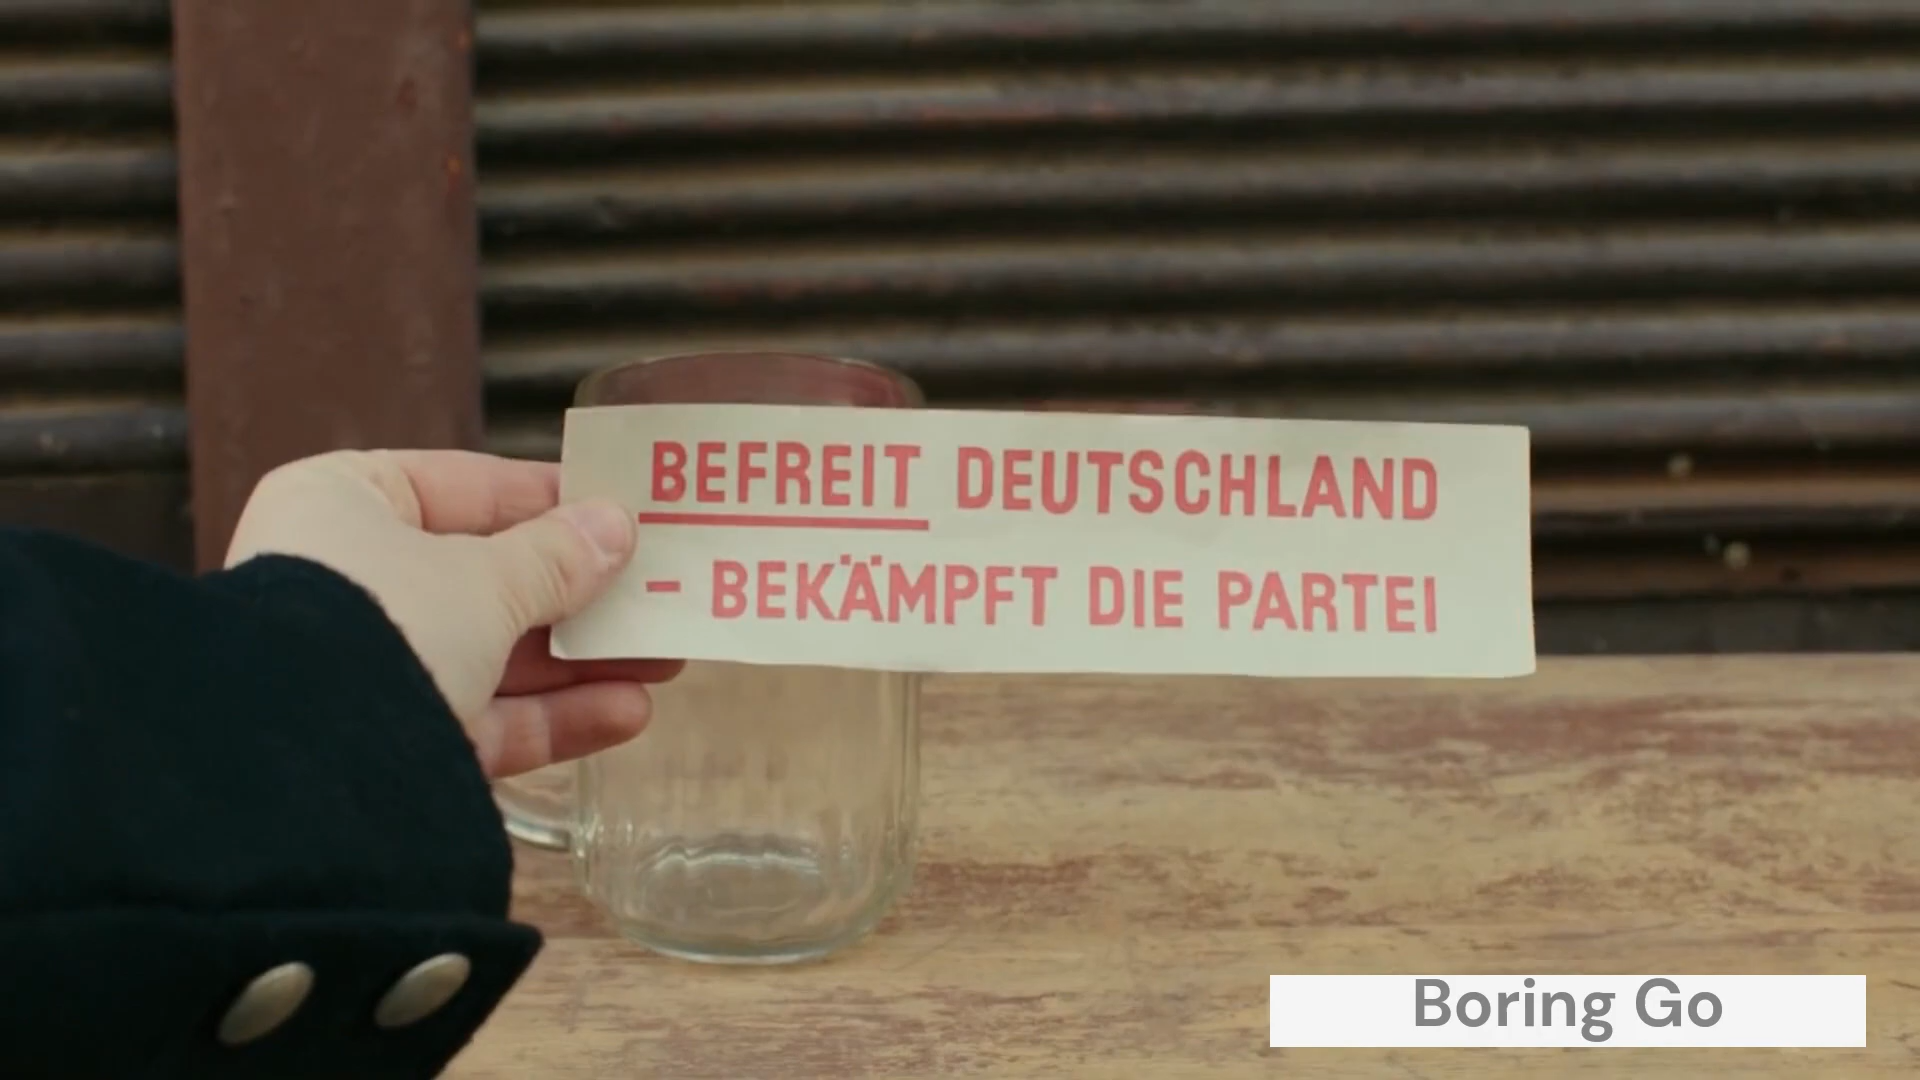 BEFREIT DEUTSCHLAND
– BEKÄMPFT DIE PARTEI
Boring Go